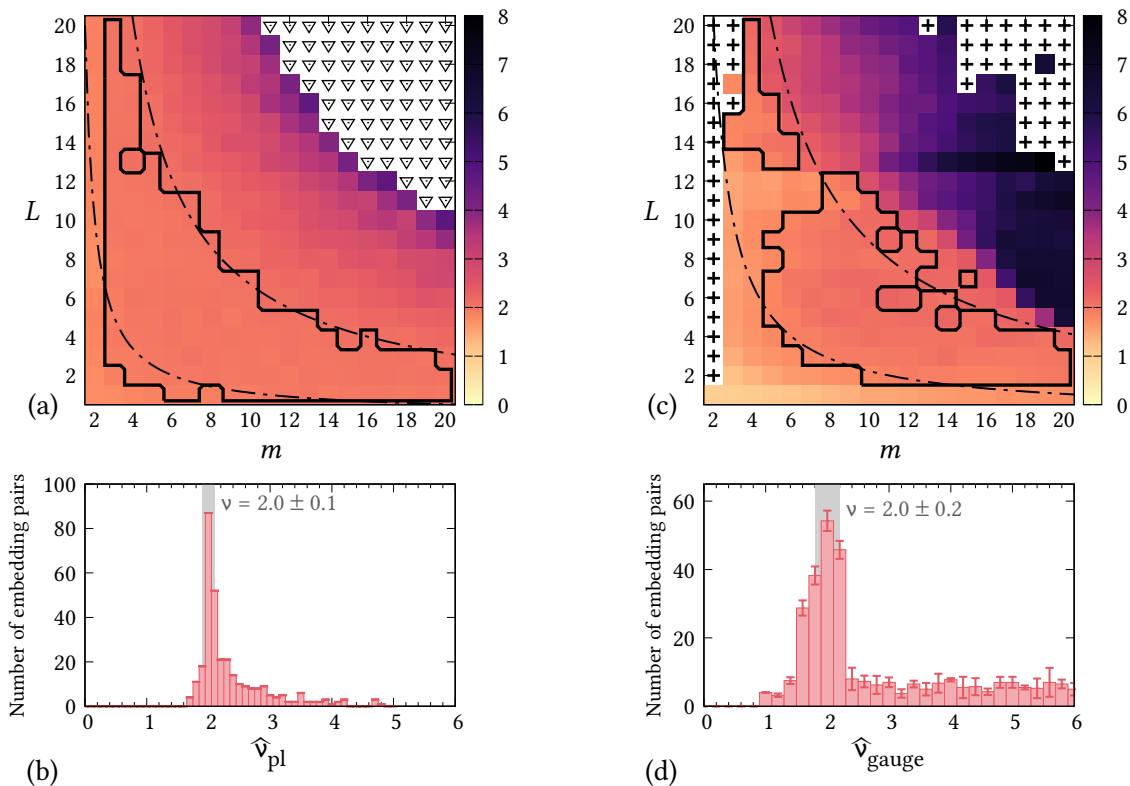 20
18
16
14
12
10
8
6
4
2
L
2 4 6 8 10 12 14 16 18 20
m
8
7
6
5
4
3
2
1
0
(a)
20
18
16
14
12
10
8
6
4
2
L
2 4 6 8 10 12 14 16 18 20
m
8
7
6
5
4
3
2
1
0
(c)
Number of embedding pairs
100
80
60
40
20
0
ν = 2.0 ± 0.1
0 1 2 3 4 5 6
ν̂pl
(b)
Number of embedding pairs
60
40
20
0
ν = 2.0 ± 0.2
0 1 2 3 4 5 6
ν̂gauge
(d)